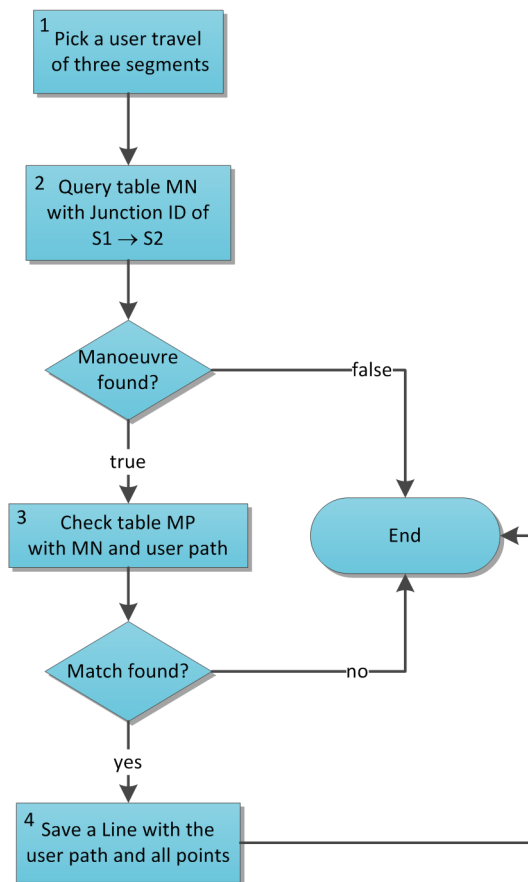 1
Pick a user travel
of three segments
2
Query table MN
with Junction ID of
S1 → S2
Manoeuvre
found?
false
true
3
Check table MP
with MN and user path
End
Match found?
no
yes
4
Save a Line with the
user path and all points